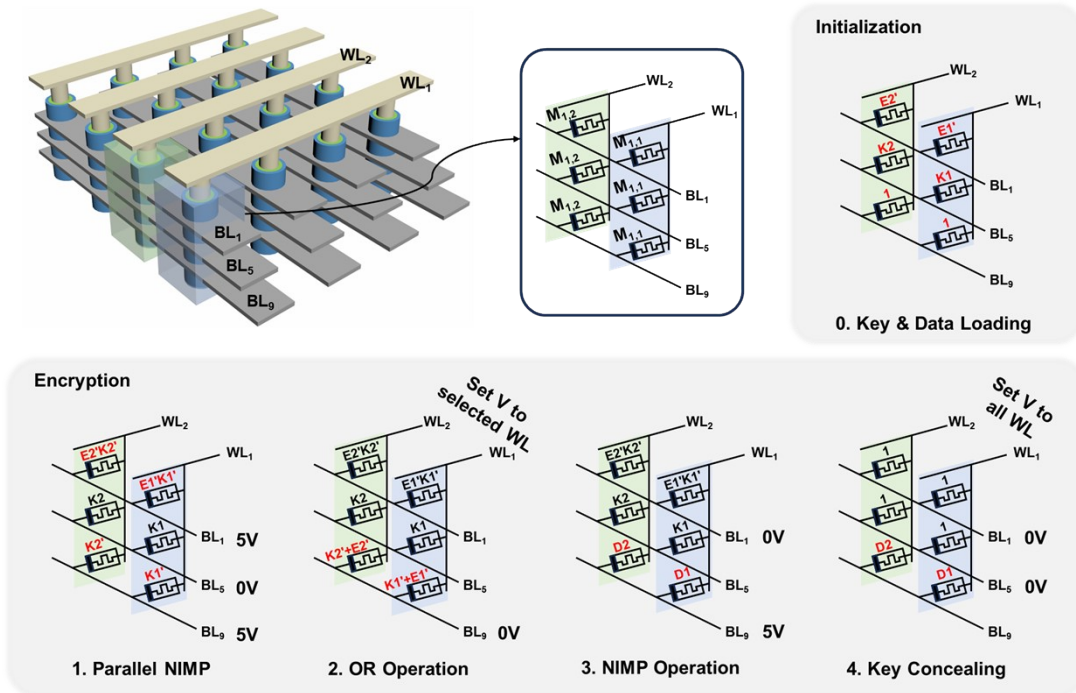 WL2
WL1
BL1
BL5
BL9
WL2
M1,2
WL1
M1,2
M1,1
M1,2
M1,1
BL1
M1,1
BL5
BL9
Initialization
WL2
E2'
WL1
K2
E1'
1
K1
BL1
1
BL5
BL9
0. Key & Data Loading
Encryption
WL2
E2'K2'
WL1
K2
E1'K1'
K2'
K1
BL1 5V
K1'
BL5 0V
BL9 5V
1. Parallel NIMP
Set V to
selected WL
WL2
E2'K2'
WL1
K2
E1'K1'
K2'+E2'
K1
BL1
K1'+E1'
BL5
BL9 0V
2. OR Operation
WL2
E2'K2'
WL1
K2
E1'K1'
D2
K1
BL1 0V
D1
BL5
BL9 5V
3. NIMP Operation
Set V to
all WL
WL2
1
WL1
1
1
D2
1
BL1 0V
D1
BL5 0V
BL9
4. Key Concealing